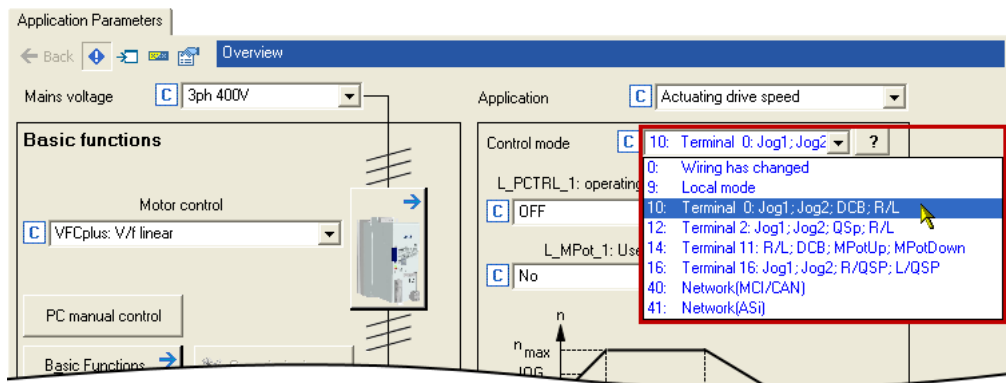 Application Parameters
Back
Overview
Mains voltage
C
3ph 400V
Application
C
Actuating drive speed
Basic functions
Control mode
C
10: Terminal 0: Jog1; Jog2
?
L_PCTRL_1: operating
C
OFF
0: Wiring has changed
9: Local mode
10: Terminal 0: Jog1; Jog2; DCB; R/L
12: Terminal 2: Jog1; Jog2; QSp; R/L
14: Terminal 11: R/L; DCB; MPotUp; MPotDown
16: Terminal 16: Jog1; Jog2; R/QSP; L/QSP
40: Network(MCI/CAN)
41: Network(ASi)
Motor control
C
VFCplus: V/f linear
L_MPot_1: Use
C
No
PC manual control
n
n max
JOG
Basic Functions